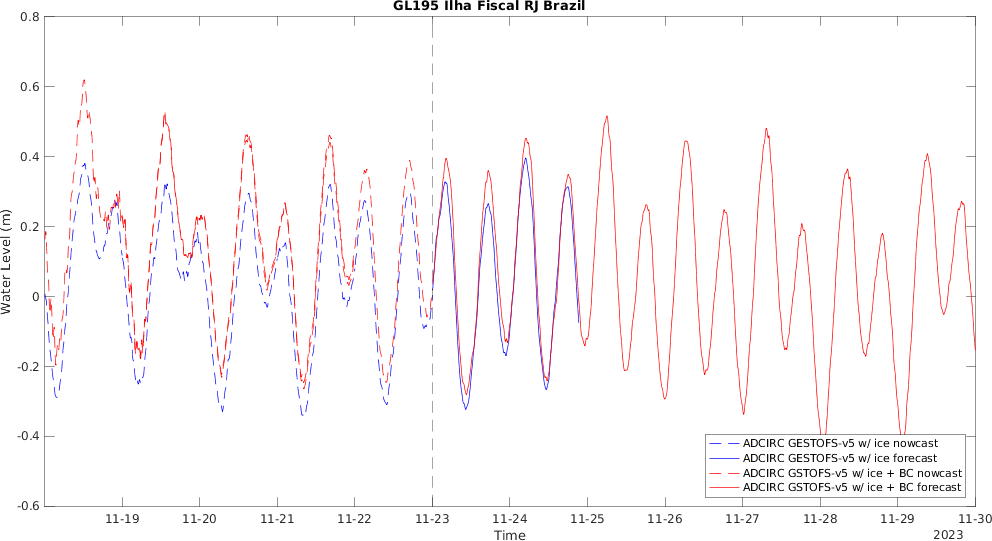 GL195 Ilha Fiscal RJ Brazil
0.8
0.6
0.4
0.2
0
-0.2
-0.4
-0.6
Water Level (m)
ADCIRC GESTOFS-v5 w/ ice nowcast
ADCIRC GESTOFS-v5 w/ ice forecast
ADCIRC GSTOFS-v5 w/ ice + BC nowcast
ADCIRC GSTOFS-v5 w/ ice + BC forecast
11-19 11-20 11-21 11-22 11-23 11-24 11-25 11-26 11-27 11-28 11-29 11-30
Time
2023